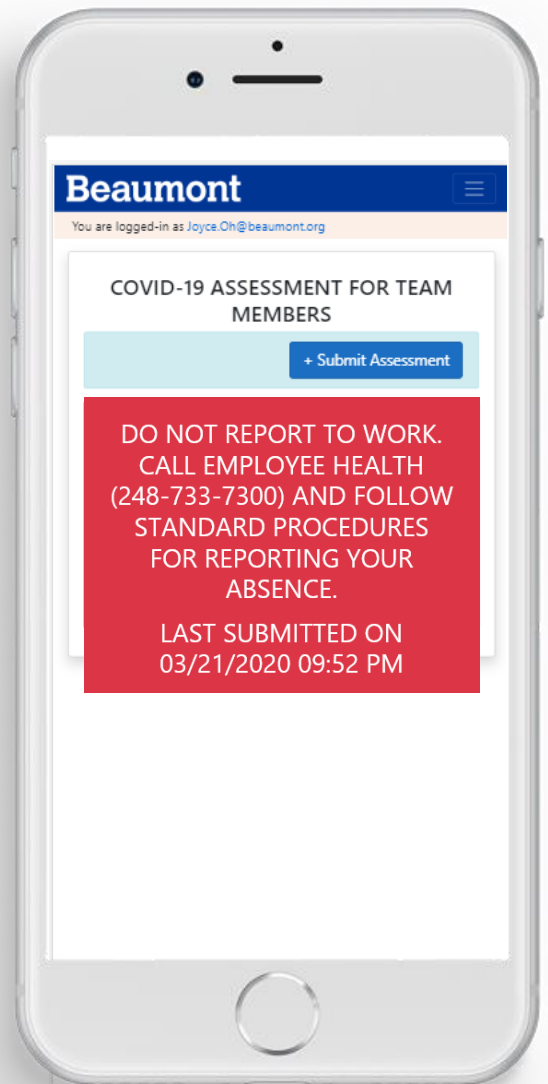 Beaumont
You are logged-in as Joyce.Oh@beaumont.org
COVID-19 ASSESSMENT FOR TEAM
MEMBERS
+ Submit Assessment
DO NOT REPORT TO WORK.
CALL EMPLOYEE HEALTH
(248-733-7300) AND FOLLOW
STANDARD PROCEDURES
FOR REPORTING YOUR
ABSENCE.
LAST SUBMITTED ON
03/21/2020 09:52 PM